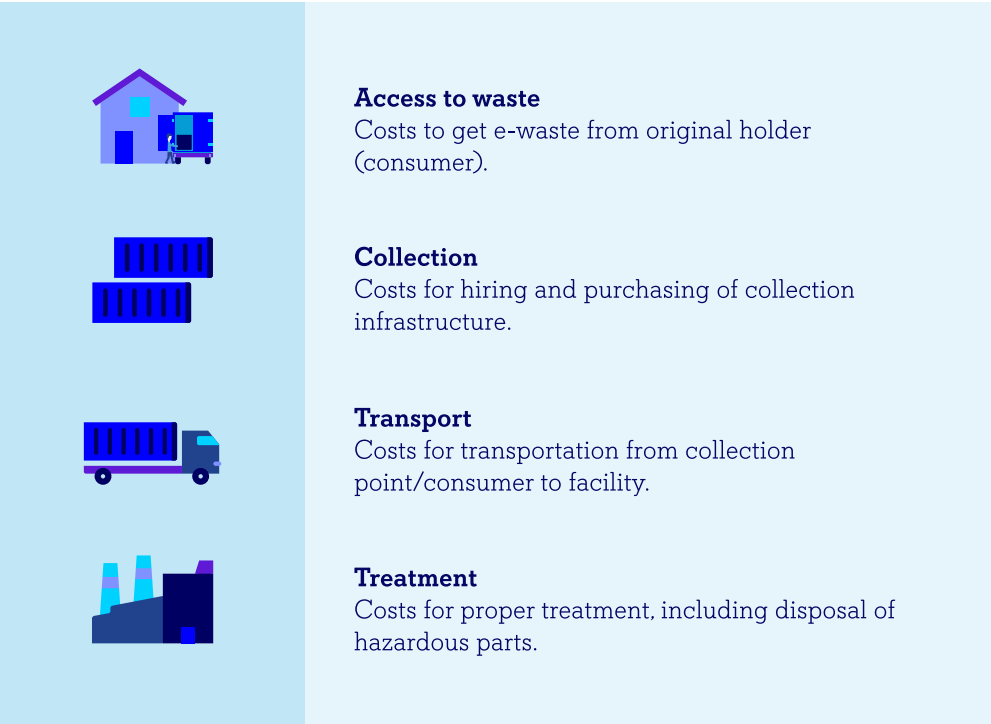 Access to waste
Costs to get e-waste from original holder
(consumer).
Collection
Costs for hiring and purchasing of collection
infrastructure.
Transport
Costs for transportation from collection
point/consumer to facility.
Treatment
Costs for proper treatment, including disposal of
hazardous parts.